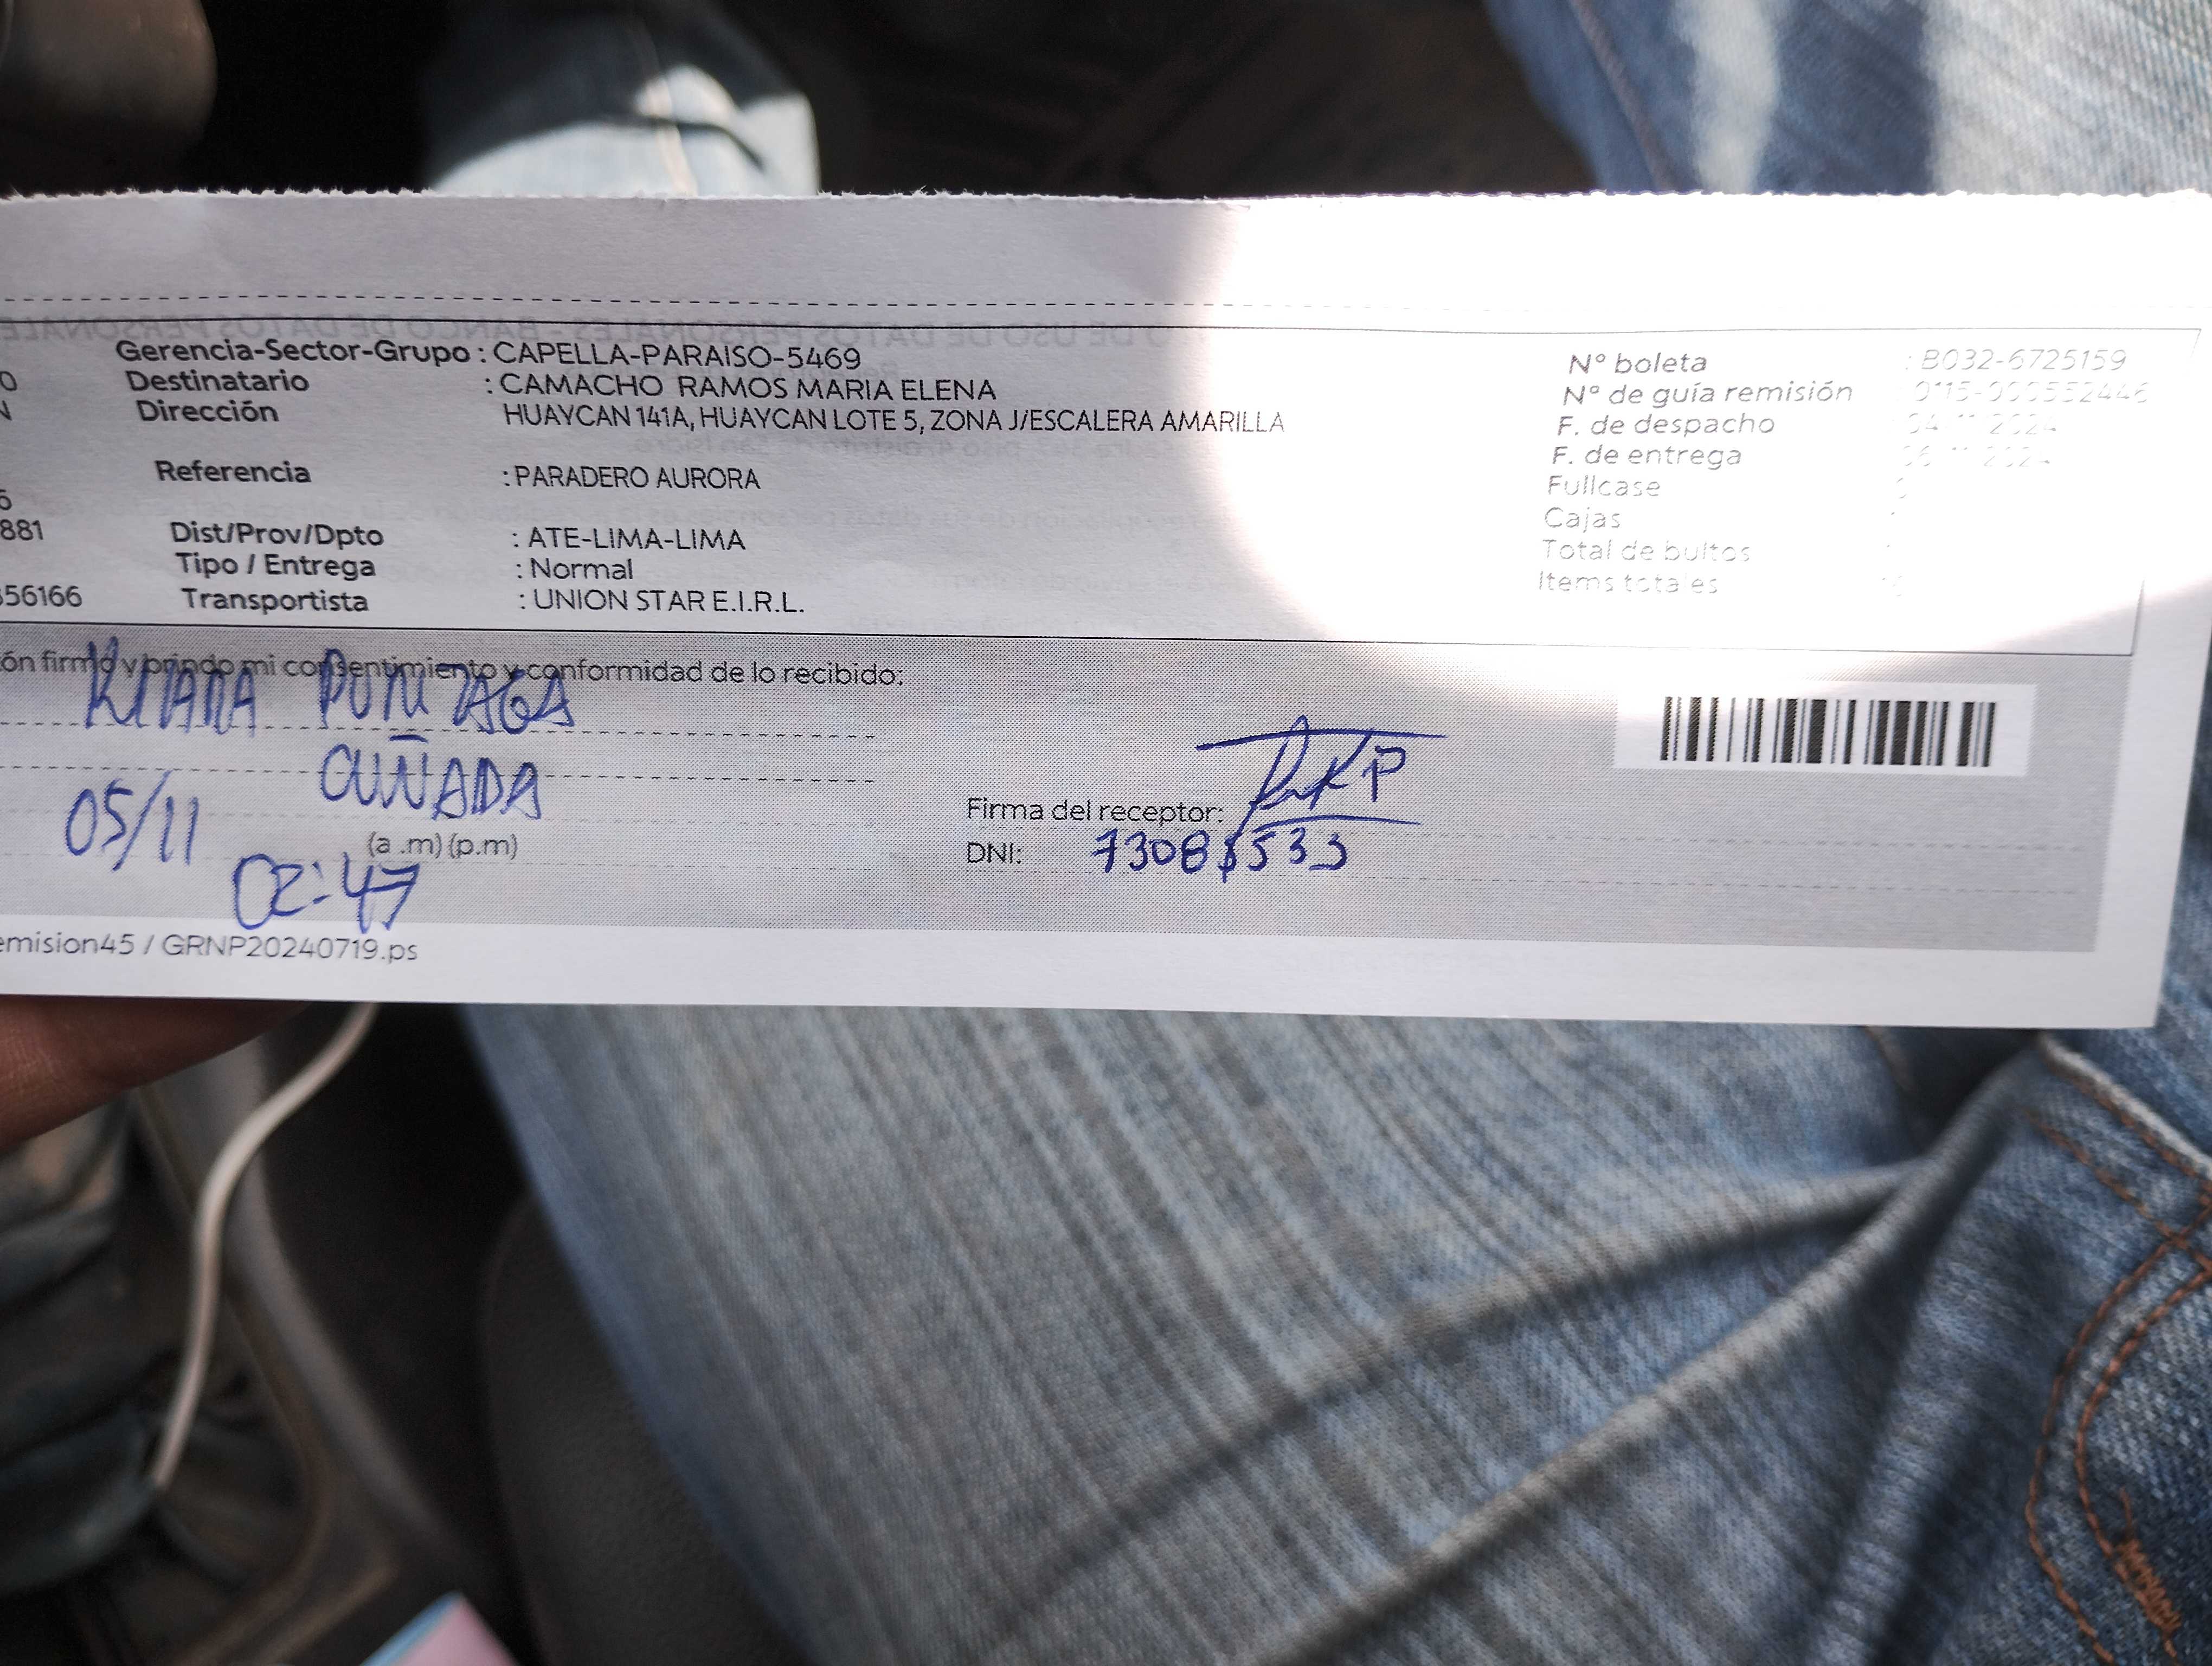 Gerencia-Sector-Grupo : CAPELLA-PARAISO-5469
Destinatario : CAMACHO RAMOS MARIA ELENA
Dirección HUAYCAN 141A, HUAYCAN LOTE 5, ZONA J/ESCALERA AMARILLA
Referencia : PARADERO AURORA
881
Dist/Prov/Dpto : ATE-LIMA-LIMA
Tipo / Entrega : Normal
56166
Transportista : UNION STAR E.I.R.L.
Nº boleta : B032-6725159
Nº de guía remisión
F. de despacho
F. de entrega
Fullcase
Cajas
Total de bultos
Items totales
ón firmo y brindo mi consentimiento y conformidad de lo recibido:
KIARA
CUÑADA
05/11
(a .m) (p.m)
02:47
Firma del receptor:
DNI:
emision45 / GRNP20240719.ps